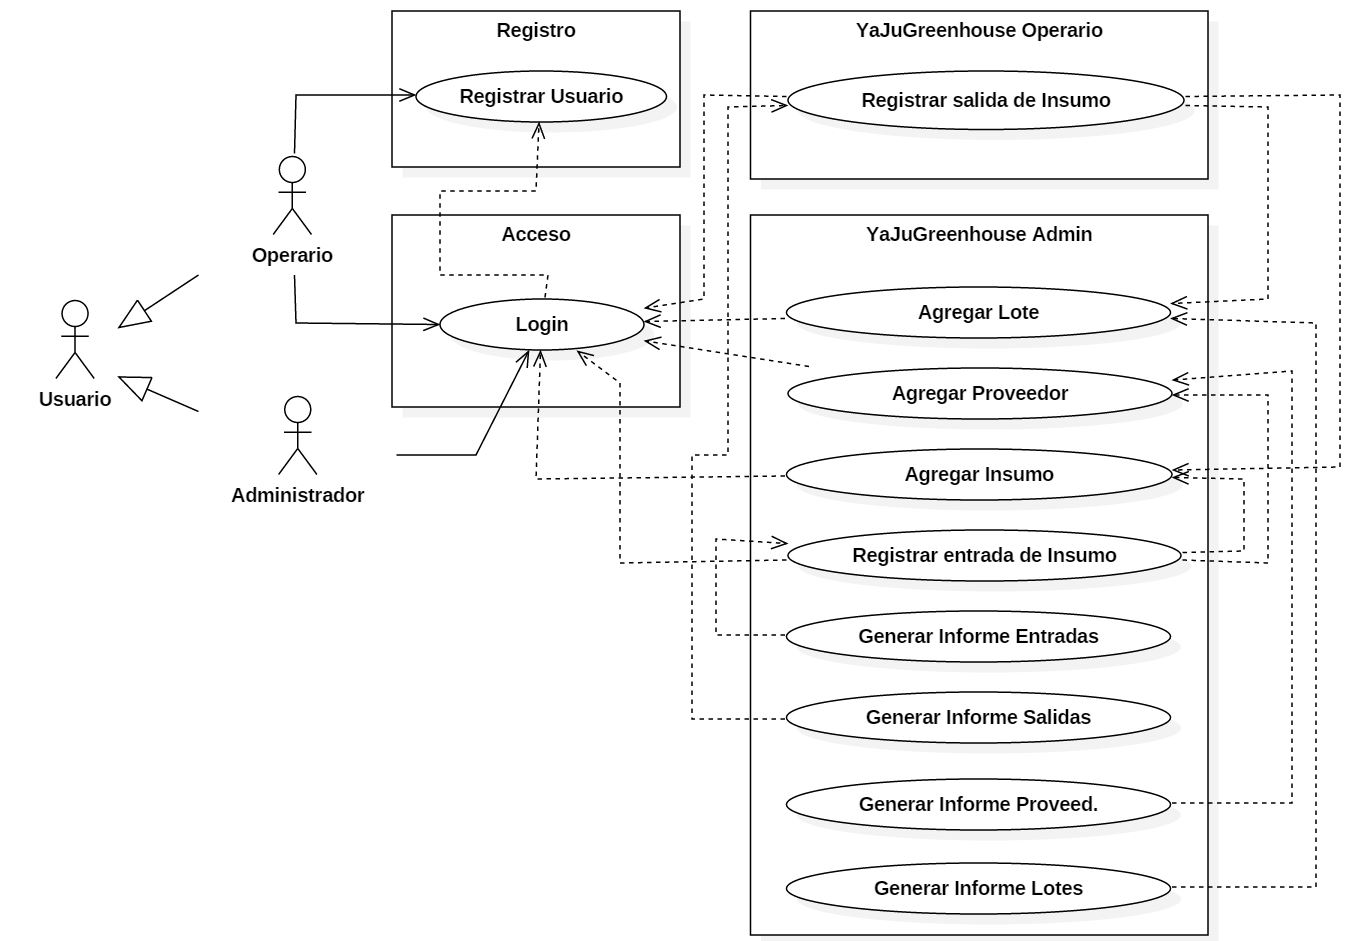 Registro
Registrar Usuario
YaJuGreenhouse Operario
Registrar salida de Insumo
Operario
Acceso
Login
Usuario
Administrador
YaJuGreenhouse Admin
Agregar Lote
Agregar Proveedor
Agregar Insumo
Registrar entrada de Insumo
Generar Informe Entradas
Generar Informe Salidas
Generar Informe Proveed.
Generar Informe Lotes